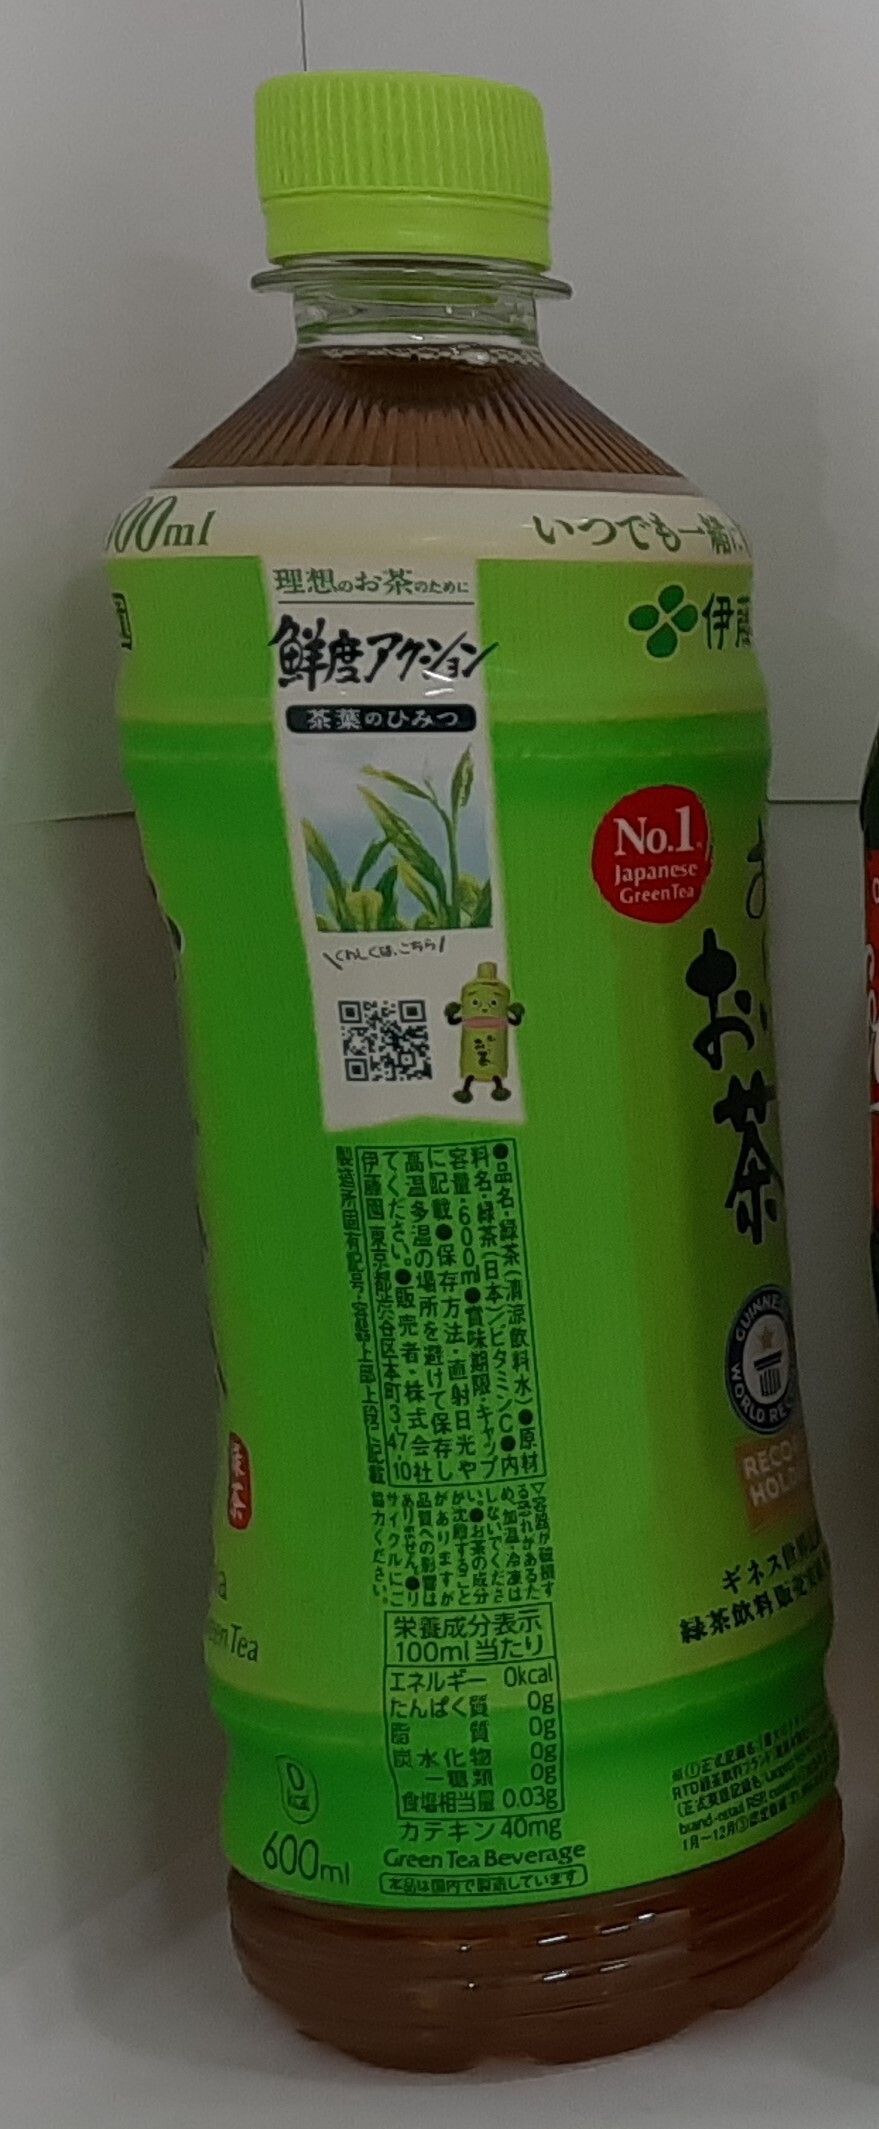 00ml
いつでも一緒に
理想のお茶のために
鮮度アクション
茶葉のひみつ
伊藤
No.1
Japanese
Green Tea
\くわしくは、こちら/
お〜い
お茶
●品名・緑茶(清涼飲料水)●原材
料名・緑茶(日本)、ビタミンC●内
容量・600ml●賞味期限・キャップ
に記載●保存方法・直射日光や
高温多湿の場所を避けて保存し
てください。●販売者・株式会社
伊藤園 東京都渋谷区本町3-47-10
製造所固有記号・容器上部上段に記載
▽容器が破損す
る恐れがあるた
め、加温・冷凍は
しないでくださ
い。●お茶の成分
が沈殿すること
がありますが
品質への影響は
ありません。●リ
サイクルにご
協力ください。
GUINNE
WORLD REC
RECO
HOL
ギネス世界
緑茶飲料販売実
緑茶
Green Tea
栄養成分表示
100ml当たり
エネルギー 0kcal
たんぱく質 0g
脂質 0g
炭水化物 0g
ー糖類 0g
食塩相当量 0.03g
カテキン 40mg
Green Tea Beverage
本品は国内で製造しています
0
kcal
600ml